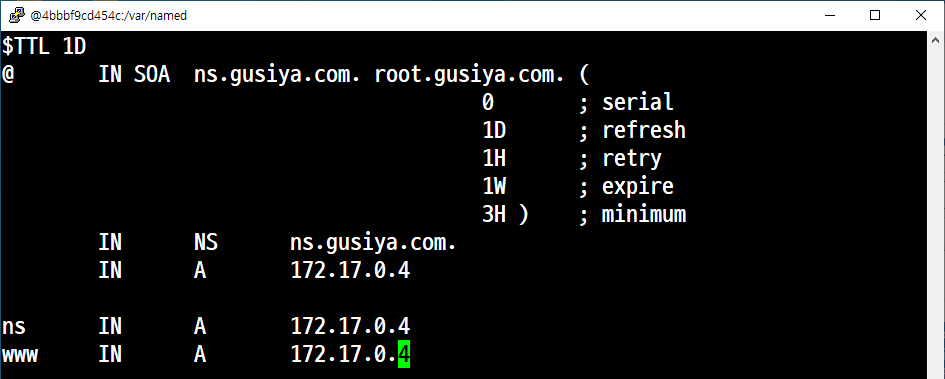 @4bbbf9cd454c:/var/named
$TTL 1D
@       IN SOA  ns.gusiya.com. root.gusiya.com. (
                                        0       ; serial
                                        1D      ; refresh
                                        1H      ; retry
                                        1W      ; expire
                                        3H )    ; minimum
        IN      NS      ns.gusiya.com.
        IN      A       172.17.0.4
ns      IN      A       172.17.0.4
www     IN      A       172.17.0.4